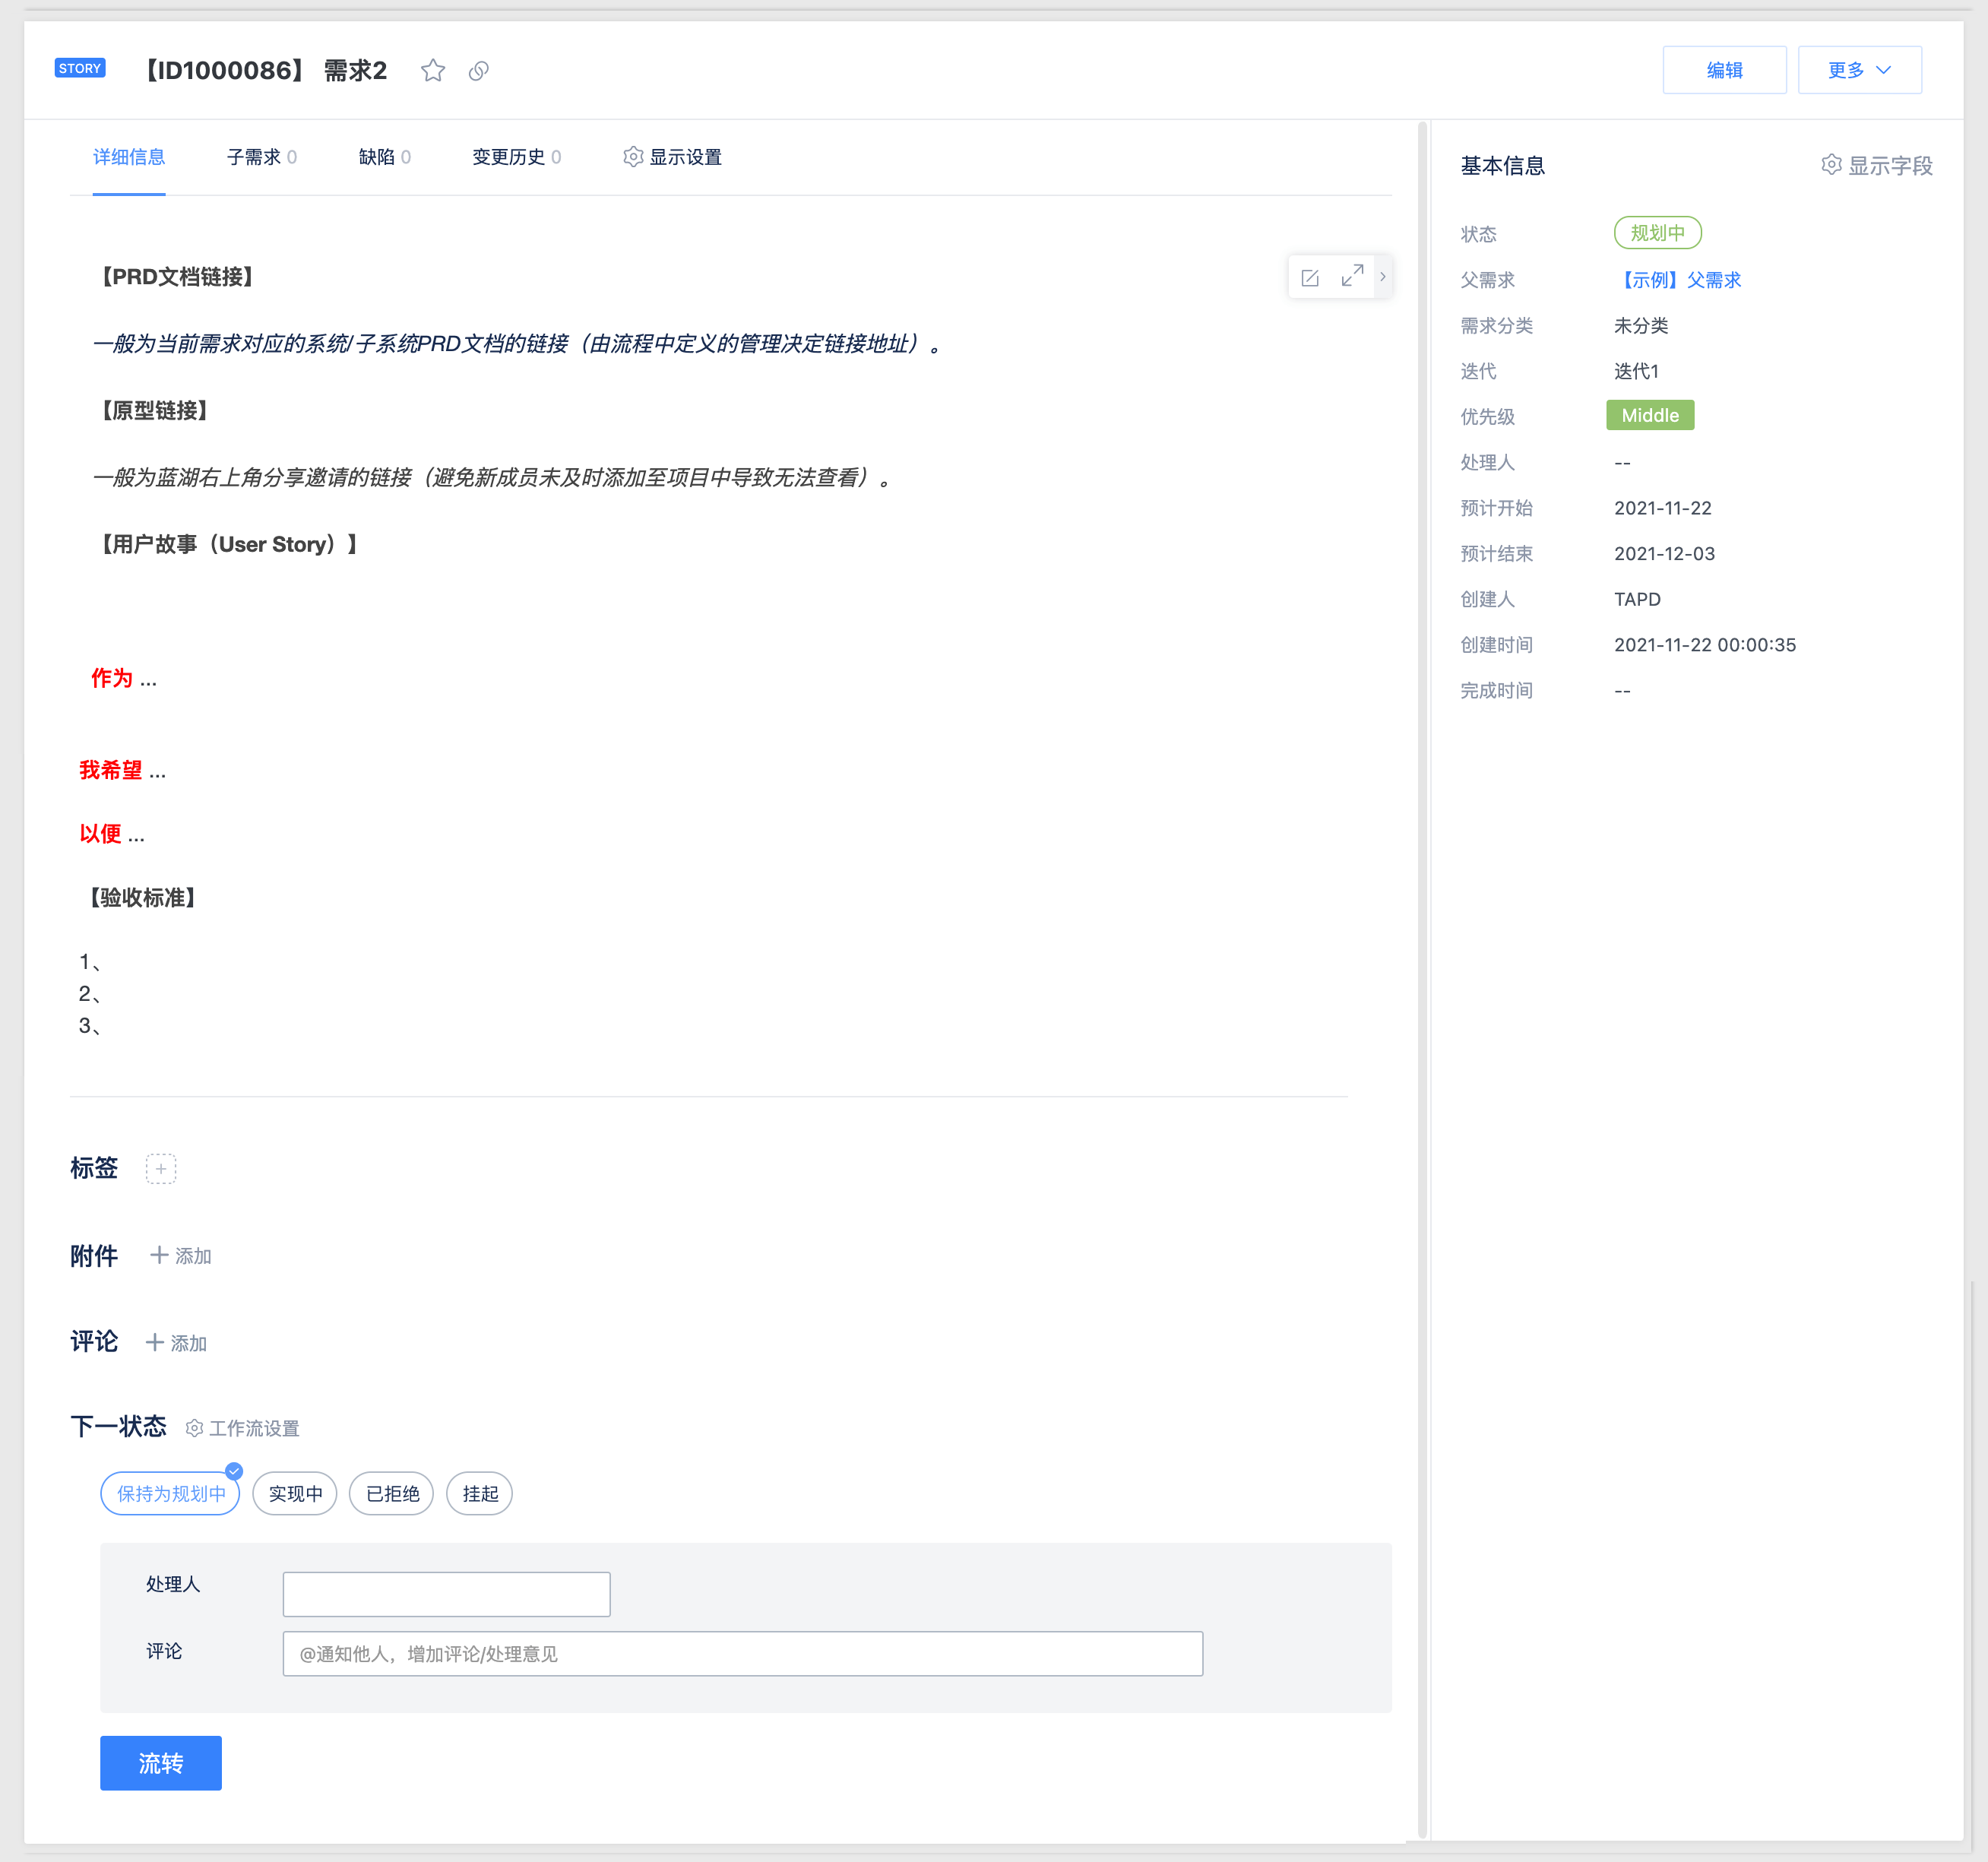 STORY 【ID1000086】 需求2
编辑 更多
详细信息 子需求 0 缺陷 0 变更历史 0 显示设置
【PRD文档链接】
一般为当前需求对应的系统/子系统PRD文档的链接（由流程中定义的管理决定链接地址）。
【原型链接】
一般为蓝湖右上角分享邀请的链接（避免新成员未及时添加至项目中导致无法查看）。
【用户故事（User Story）】
作为 ...
我希望 ...
以便 ...
【验收标准】
1、
2、
3、
标签
附件 添加
评论 添加
下一状态 工作流设置
保持为规划中 实现中 已拒绝 挂起
处理人
评论 @通知他人，增加评论/处理意见
流转
基本信息 显示字段
状态 规划中
父需求 【示例】父需求
需求分类 未分类
迭代 迭代1
优先级 Middle
处理人 --
预计开始 2021-11-22
预计结束 2021-12-03
创建人 TAPD
创建时间 2021-11-22 00:00:35
完成时间 --